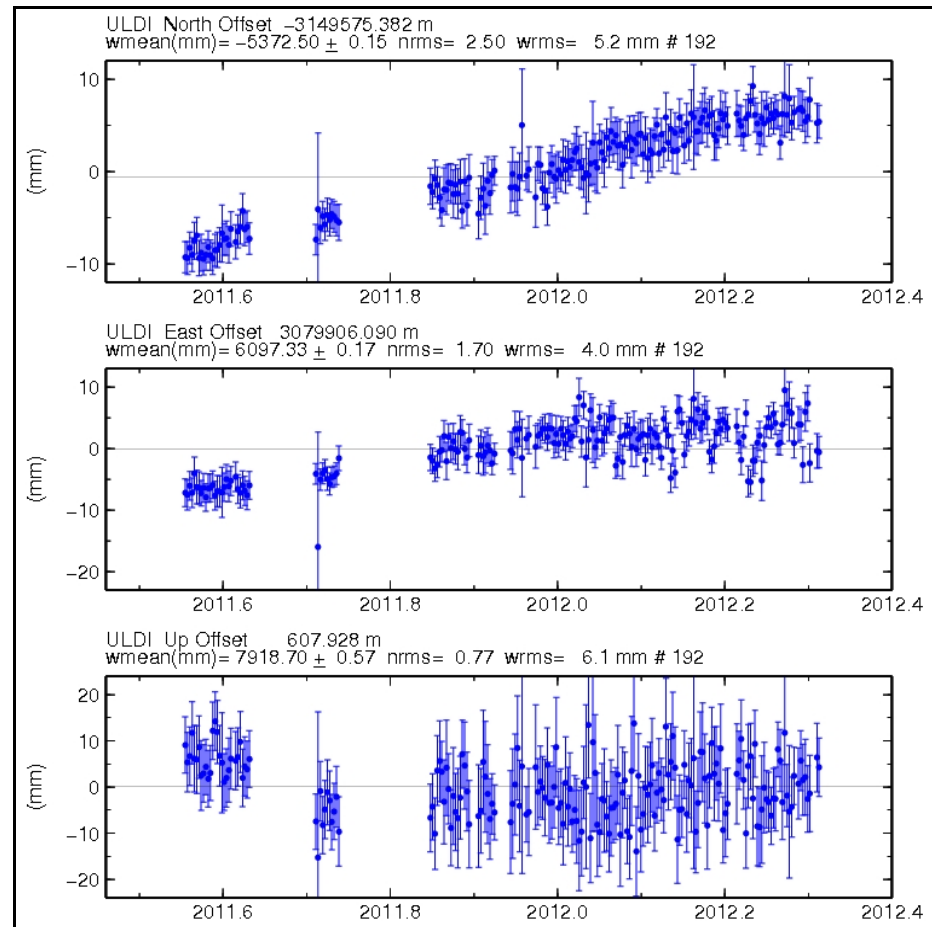 ULDI North Offset -3149575.382 m
wmean(mm)= -5372.50 ± 0.15 nrms= 2.50 wrms= 5.2 mm # 192
10
0
-10
(mm)
2011.6 2011.8 2012.0 2012.2 2012.4
ULDI East Offset 3079906.090 m
wmean(mm)= 6097.33 ± 0.17 nrms= 1.70 wrms= 4.0 mm # 192
10
0
-10
-20
(mm)
2011.6 2011.8 2012.0 2012.2 2012.4
ULDI Up Offset 607.928 m
wmean(mm)= 7918.70 ± 0.57 nrms= 0.77 wrms= 6.1 mm # 192
20
10
0
-10
-20
(mm)
2011.6 2011.8 2012.0 2012.2 2012.4